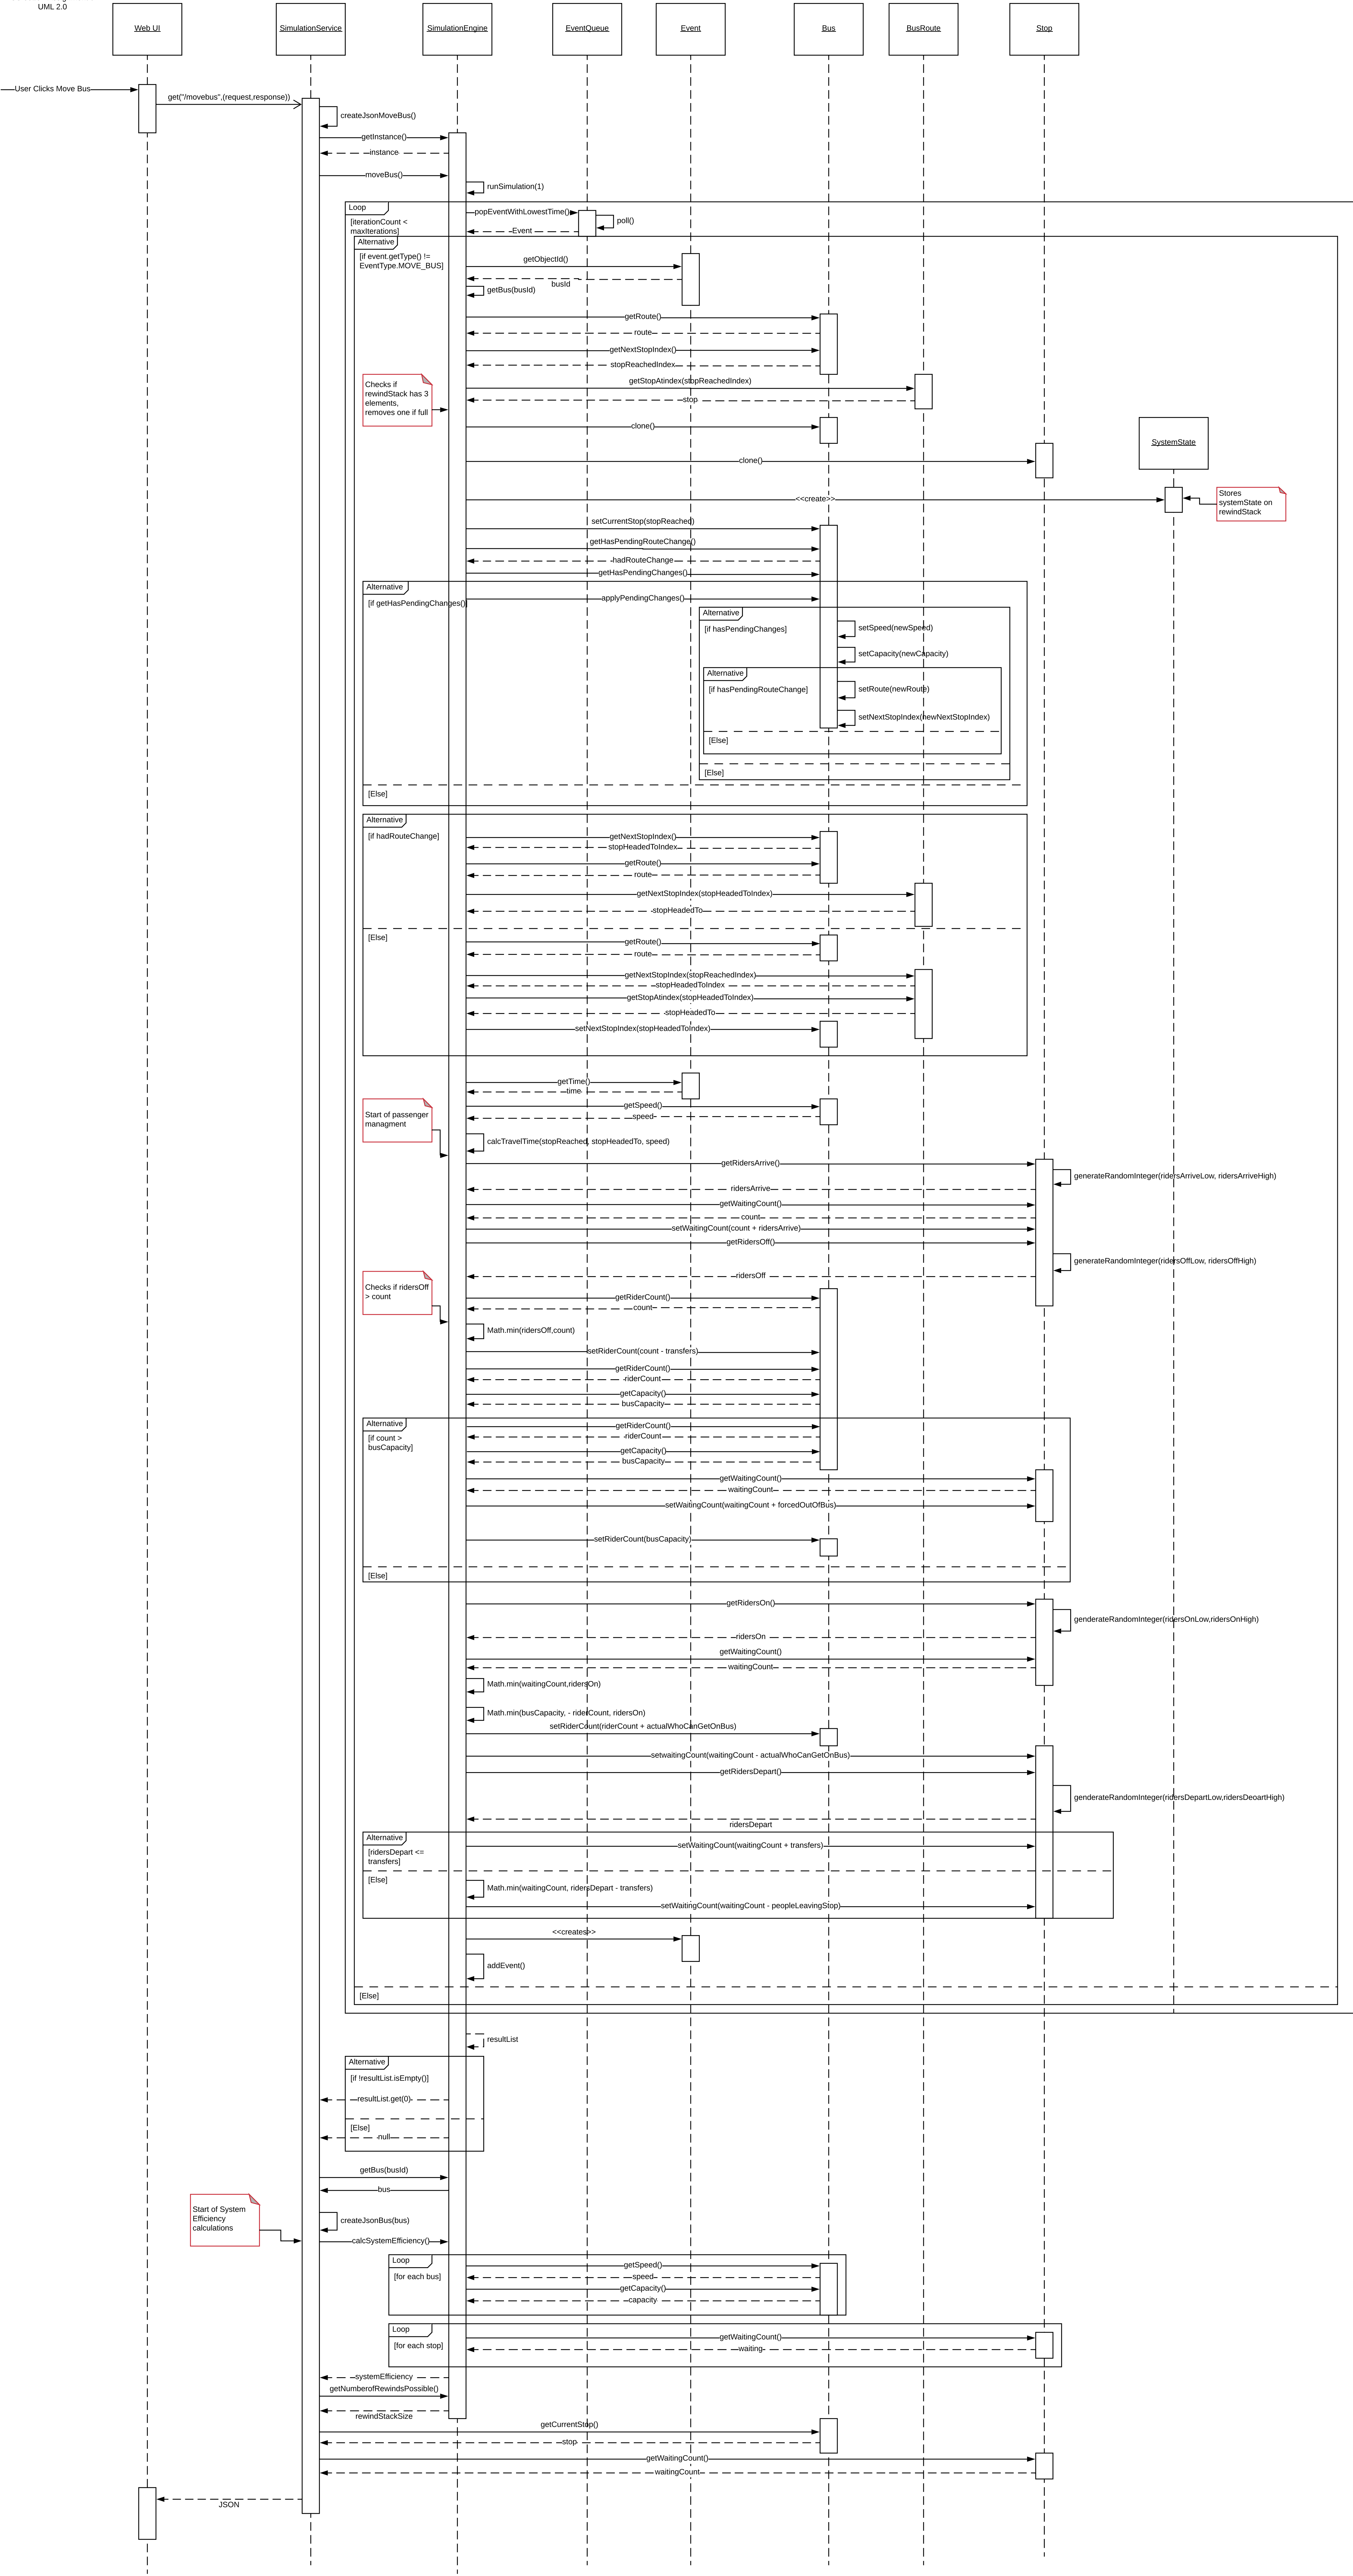 UML 2.0
Web UI
SimulationService
SimulationEngine
EventQueue
Event
Bus
BusRoute
Stop
User Clicks Move Bus
get("/movebus",(request,response))
createJsonMoveBus()
getInstance()
instance
moveBus()
runSimulation(1)
Loop
[iterationCount <
maxIterations]
popEventWithLowestTime()
poll()
Event
Alternative
[if event.getType() !=
EventType.MOVE_BUS]
getObjectId()
busId
getBus(busId)
getRoute()
route
getNextStopIndex()
stopReachedIndex
Checks if
rewindStack has 3
elements,
removes one if full
getStopAtindex(stopReachedIndex)
stop
clone()
SystemState
clone()
<<create>>
Stores
systemState on
rewindStack
setCurrentStop(stopReached)
getHasPendingRouteChange()
hadRouteChange
getHasPendingChanges()
Alternative
[if getHasPendingChanges()]
applyPendingChanges()
Alternative
[if hasPendingChanges]
setSpeed(newSpeed)
setCapacity(newCapacity)
Alternative
[if hasPendingRouteChange]
setRoute(newRoute)
setNextStopIndex(newNextStopIndex)
[Else]
[Else]
[Else]
Alternative
[if hadRouteChange]
getNextStopIndex()
stopHeadedToIndex
getRoute()
route
getNextStopIndex(stopHeadedToIndex)
stopHeadedTo
[Else]
getRoute()
route
getNextStopIndex(stopReachedIndex)
stopHeadedToIndex
getStopAtindex(stopHeadedToIndex)
stopHeadedTo
setNextStopIndex(stopHeadedToIndex)
getTime()
time
Start of passenger
managment
getSpeed()
speed
calcTravelTime(stopReached, stopHeadedTo, speed)
getRidersArrive()
generateRandomInteger(ridersArriveLow, ridersArriveHigh)
ridersArrive
getWaitingCount()
count
setWaitingCount(count + ridersArrive)
getRidersOff()
generateRandomInteger(ridersOffLow, ridersOffHigh)
ridersOff
Checks if ridersOff
> count
getRiderCount()
count
Math.min(ridersOff,count)
setRiderCount(count - transfers)
getRiderCount()
riderCount
getCapacity()
busCapacity
Alternative
[if count >
busCapacity]
getRiderCount()
riderCount
getCapacity()
busCapacity
getWaitingCount()
waitingCount
setWaitingCount(waitingCount + forcedOutOfBus)
setRiderCount(busCapacity)
[Else]
getRidersOn()
genderateRandomInteger(ridersOnLow,ridersOnHigh)
ridersOn
getWaitingCount()
waitingCount
Math.min(waitingCount,ridersOn)
Math.min(busCapacity, - riderCount, ridersOn)
setRiderCount(riderCount + actualWhoCanGetOnBus)
setwaitingCount(waitingCount - actualWhoCanGetOnBus)
getRidersDepart()
genderateRandomInteger(ridersDepartLow,ridersDeoartHigh)
ridersDepart
Alternative
[ridersDepart <=
transfers]
setWaitingCount(waitingCount + transfers)
[Else]
Math.min(waitingCount, ridersDepart - transfers)
setWaitingCount(waitingCount - peopleLeavingStop)
<<creates>>
addEvent()
[Else]
resultList
Alternative
[if !resultList.isEmpty()]
resultList.get(0)
[Else]
null
getBus(busId)
bus
Start of System
Efficiency
calculations
createJsonBus(bus)
calcSystemEfficiency()
Loop
[for each bus]
getSpeed()
speed
getCapacity()
capacity
Loop
[for each stop]
getWaitingCount()
waiting
systemEfficiency
getNumberofRewindsPossible()
rewindStackSize
getCurrentStop()
stop
getWaitingCount()
waitingCount
JSON